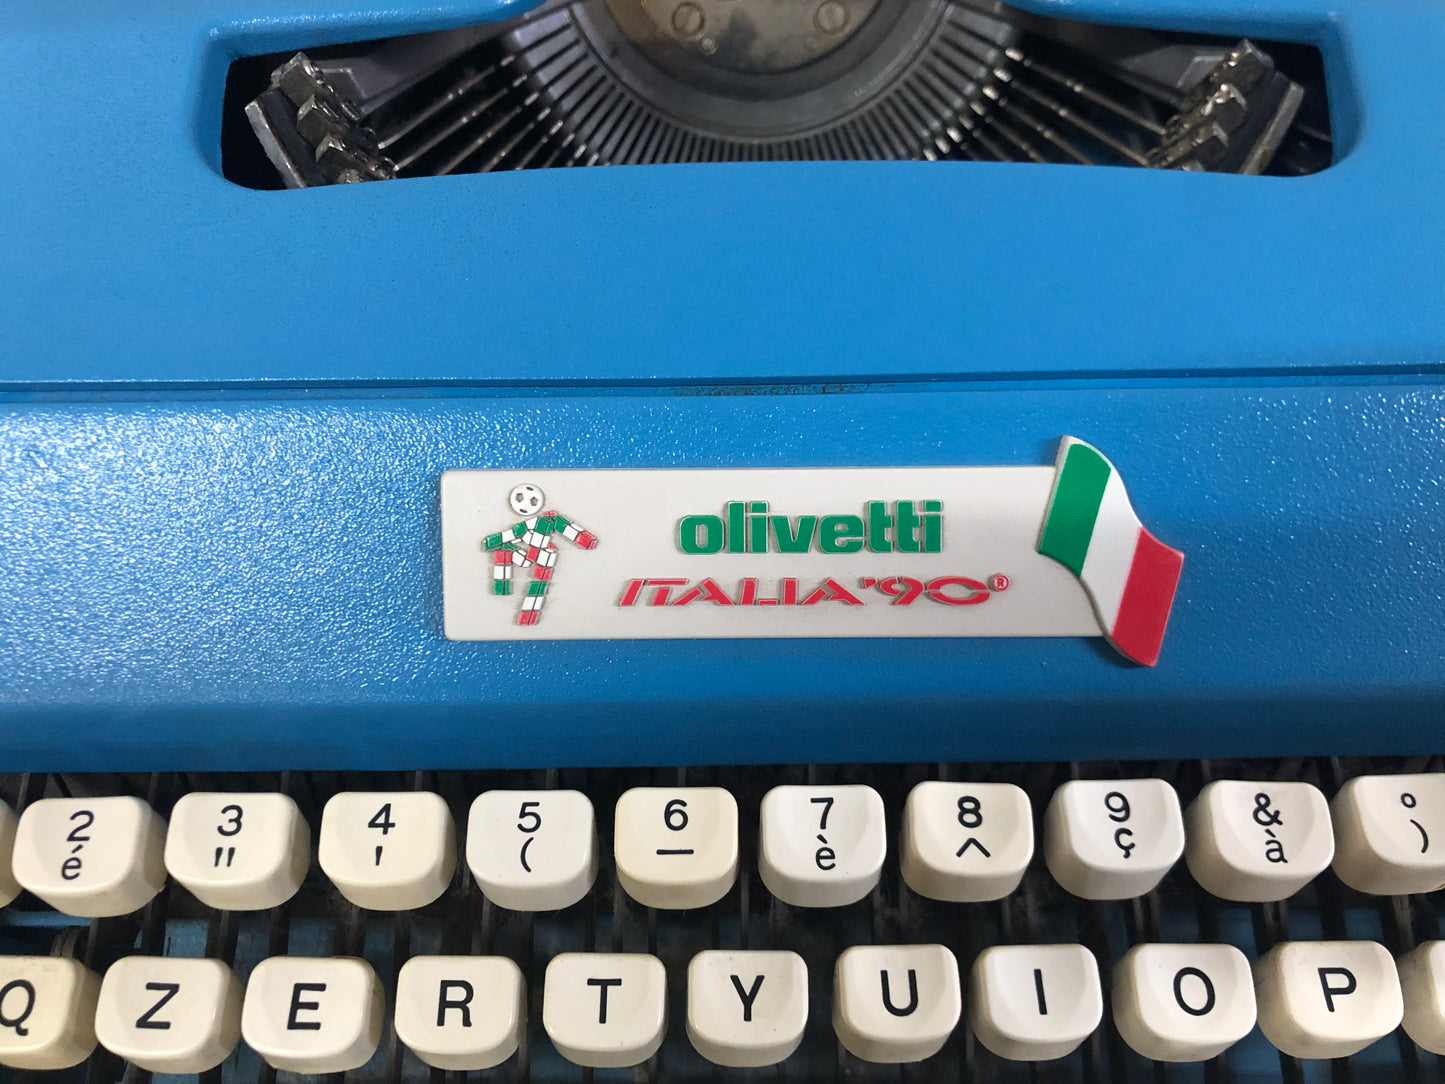 olivetti
ITALIA '90®
2 3 4 5 6 7 8 9 & °
é " ' ( _ è ^ ç à )
Q Z E R T Y U I O P